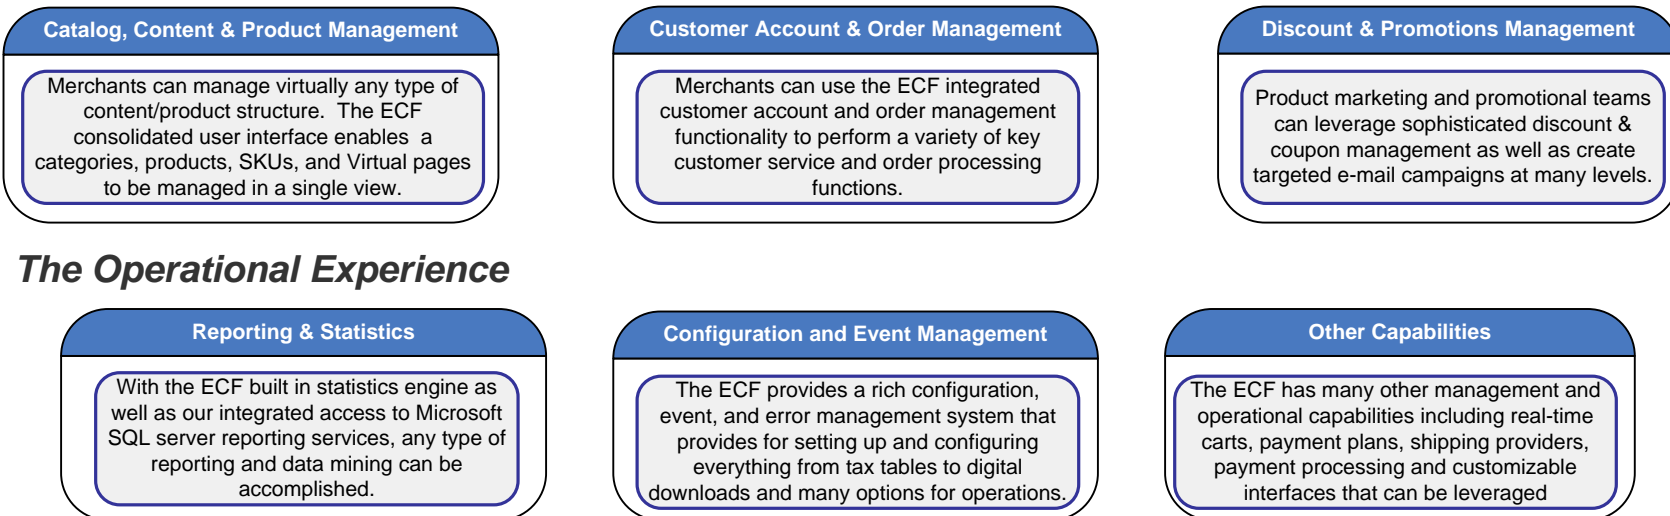 Catalog, Content & Product Management
Merchants can manage virtually any type of
content/product structure.  The ECF
consolidated user interface enables  a
categories, products, SKUs, and Virtual pages
to be managed in a single view.
Customer Account & Order Management
Merchants can use the ECF integrated
customer account and order management
functionality to perform a variety of key
customer service and order processing
functions.
Discount & Promotions Management
Product marketing and promotional teams
can leverage sophisticated discount &
coupon management as well as create
targeted e-mail campaigns at many levels.
The Operational Experience
Reporting & Statistics
With the ECF built in statistics engine as
well as our integrated access to Microsoft
SQL server reporting services, any type of
reporting and data mining can be
accomplished.
Configuration and Event Management
The ECF provides a rich configuration,
event, and error management system that
provides for setting up and configuring
everything from tax tables to digital
downloads and many options for operations.
Other Capabilities
The ECF has many other management and
operational capabilities including real-time
carts, payment plans, shipping providers,
payment processing and customizable
interfaces that can be leveraged